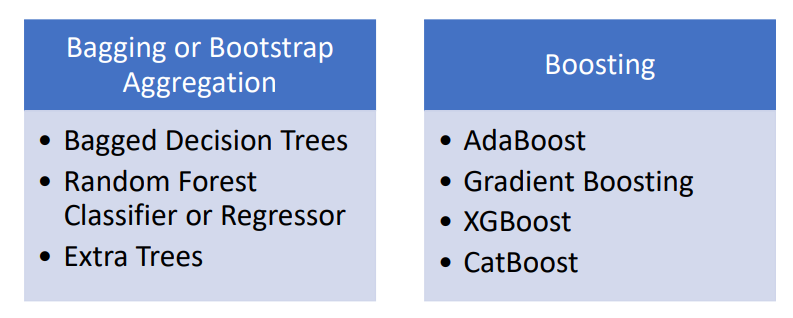 Bagging or Bootstrap
Aggregation
• Bagged Decision Trees
• Random Forest
Classifier or Regressor
• Extra Trees
Boosting
• AdaBoost
• Gradient Boosting
• XGBoost
• CatBoost